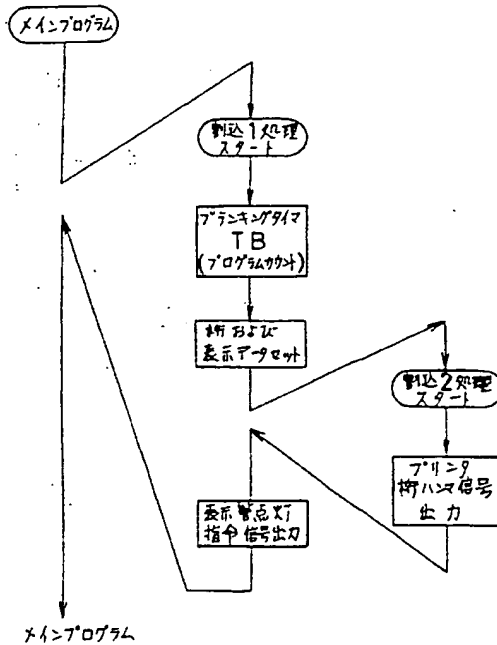 メインプログラム
割込1処理
スタート
ブランキングタイマ
TB
(プログラムカウント)
桁および
表示データセット
割込2処理
スタート
プリンタ
桁ハンマ信号
出力
表示管点灯
指令信号出力
メインプログラム